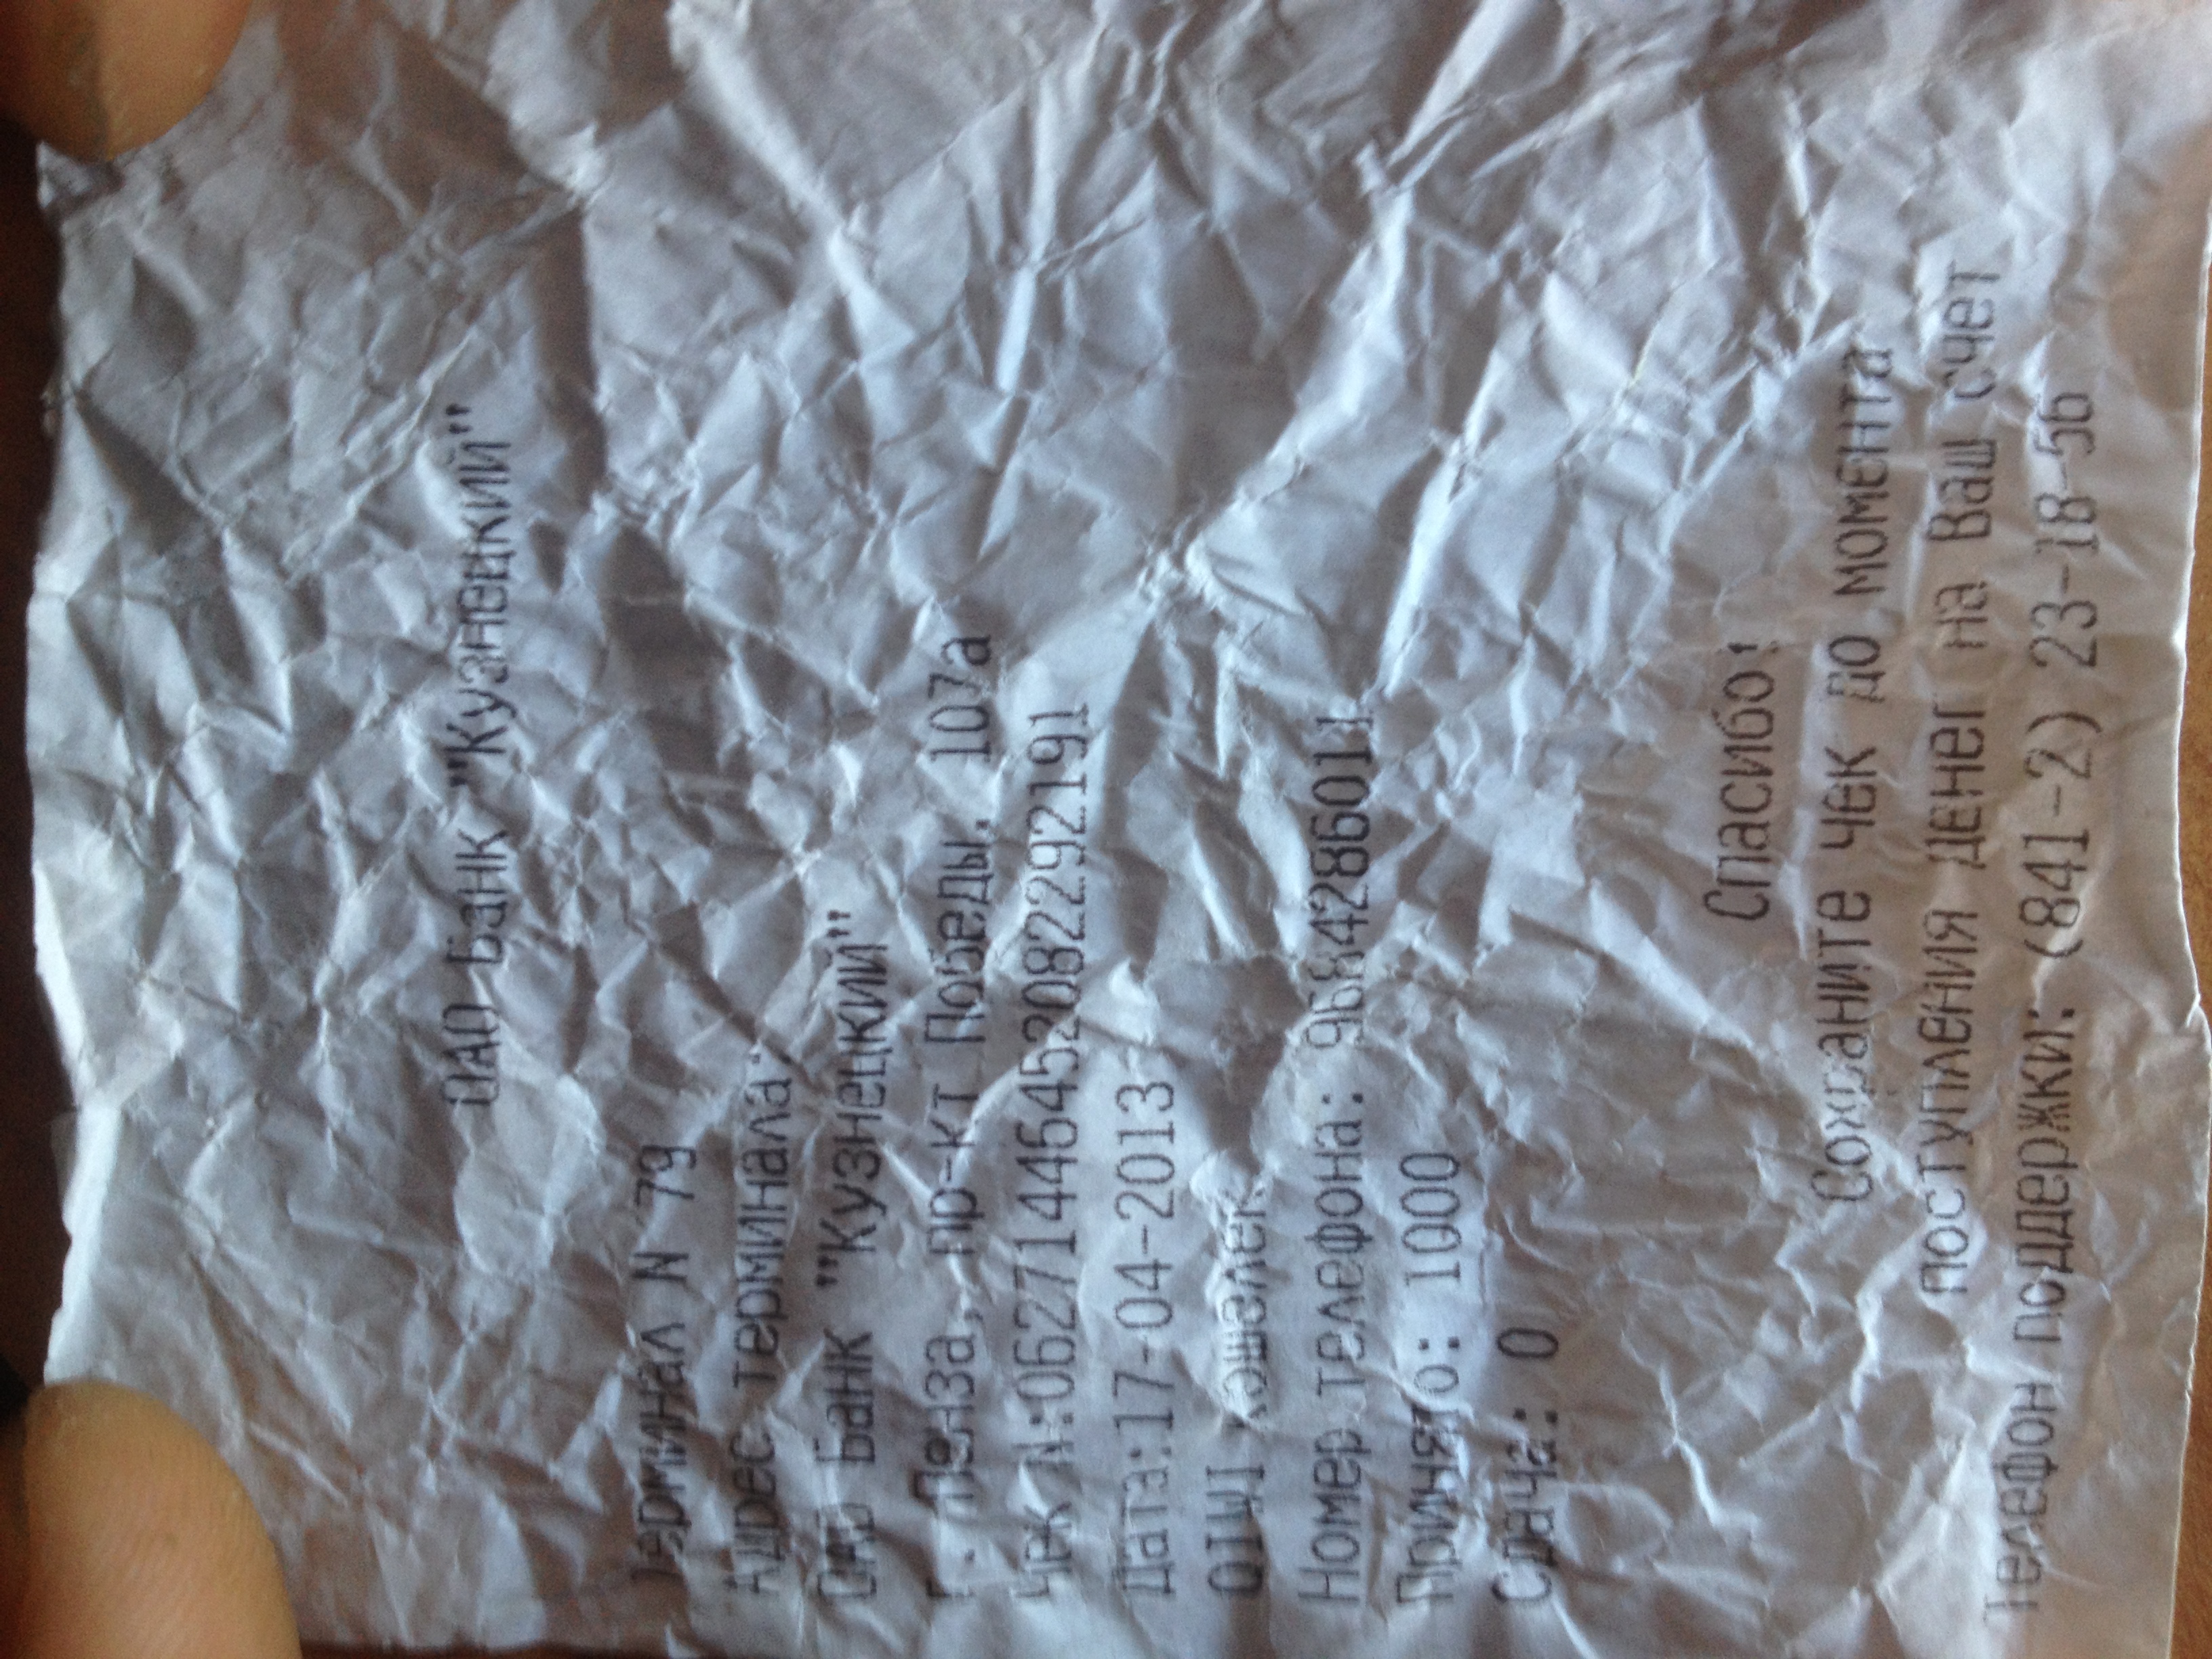 ОАО Банк "Кузнецкий"
Терминал N 79
Адрес терминала:
ОАО Банк "Кузнецкий"
Г. Пенза, пр-кт Победы. 107а
Чек N:06271446452082292191
Дата:17-04-2013
QIWI кошелек
Номер телефона: 9684286011
Принято: 1000
Сдача: 0
Спасибо!
Сохраните чек до момента
поступления денег на Ваш счет
Телефон поддержки: (841-2) 23-18-56